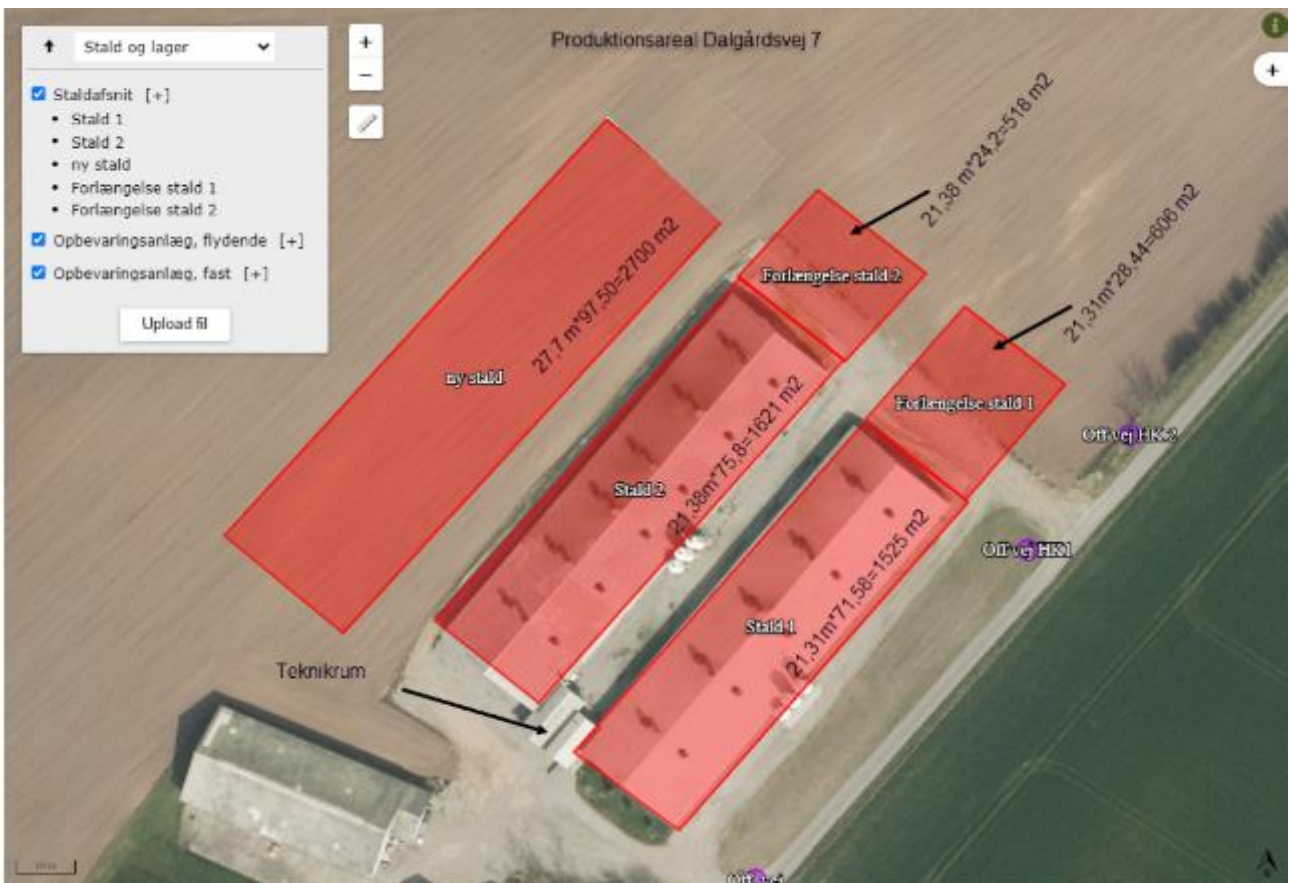 Stald og lager
Staldafsnit [+]
Stald 1
Stald 2
ny stald
Forlængelse stald 1
Forlængelse stald 2
Opbevaringsanlæg, flydende [+]
Opbevaringsanlæg, fast [+]
Upload fil
+
−
Produktionsareal Dalgårdsvej 7
i
+
21,38 m*24,2=518 m2
21,31m*28,44=606 m2
Forlængelse stald 2
27,7 m*97,50=2700 m2
ny stald
Forlængelse stald 1
Off vej HK2
Stald 2
21,38m*75,8=1621 m2
Off vej HK1
Stald 1
21,31m*71,58=1525 m2
Teknikrum
Off vej